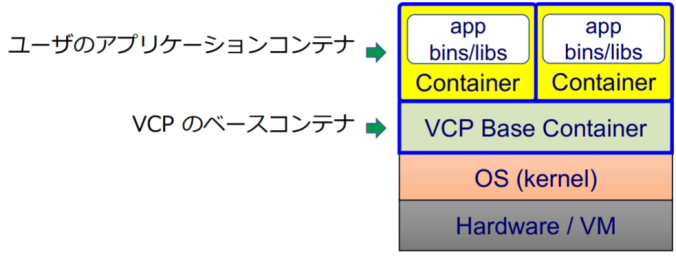 ユーザのアプリケーションコンテナ
app
bins/libs
Container
app
bins/libs
Container
VCP のベースコンテナ
VCP Base Container
OS (kernel)
Hardware / VM